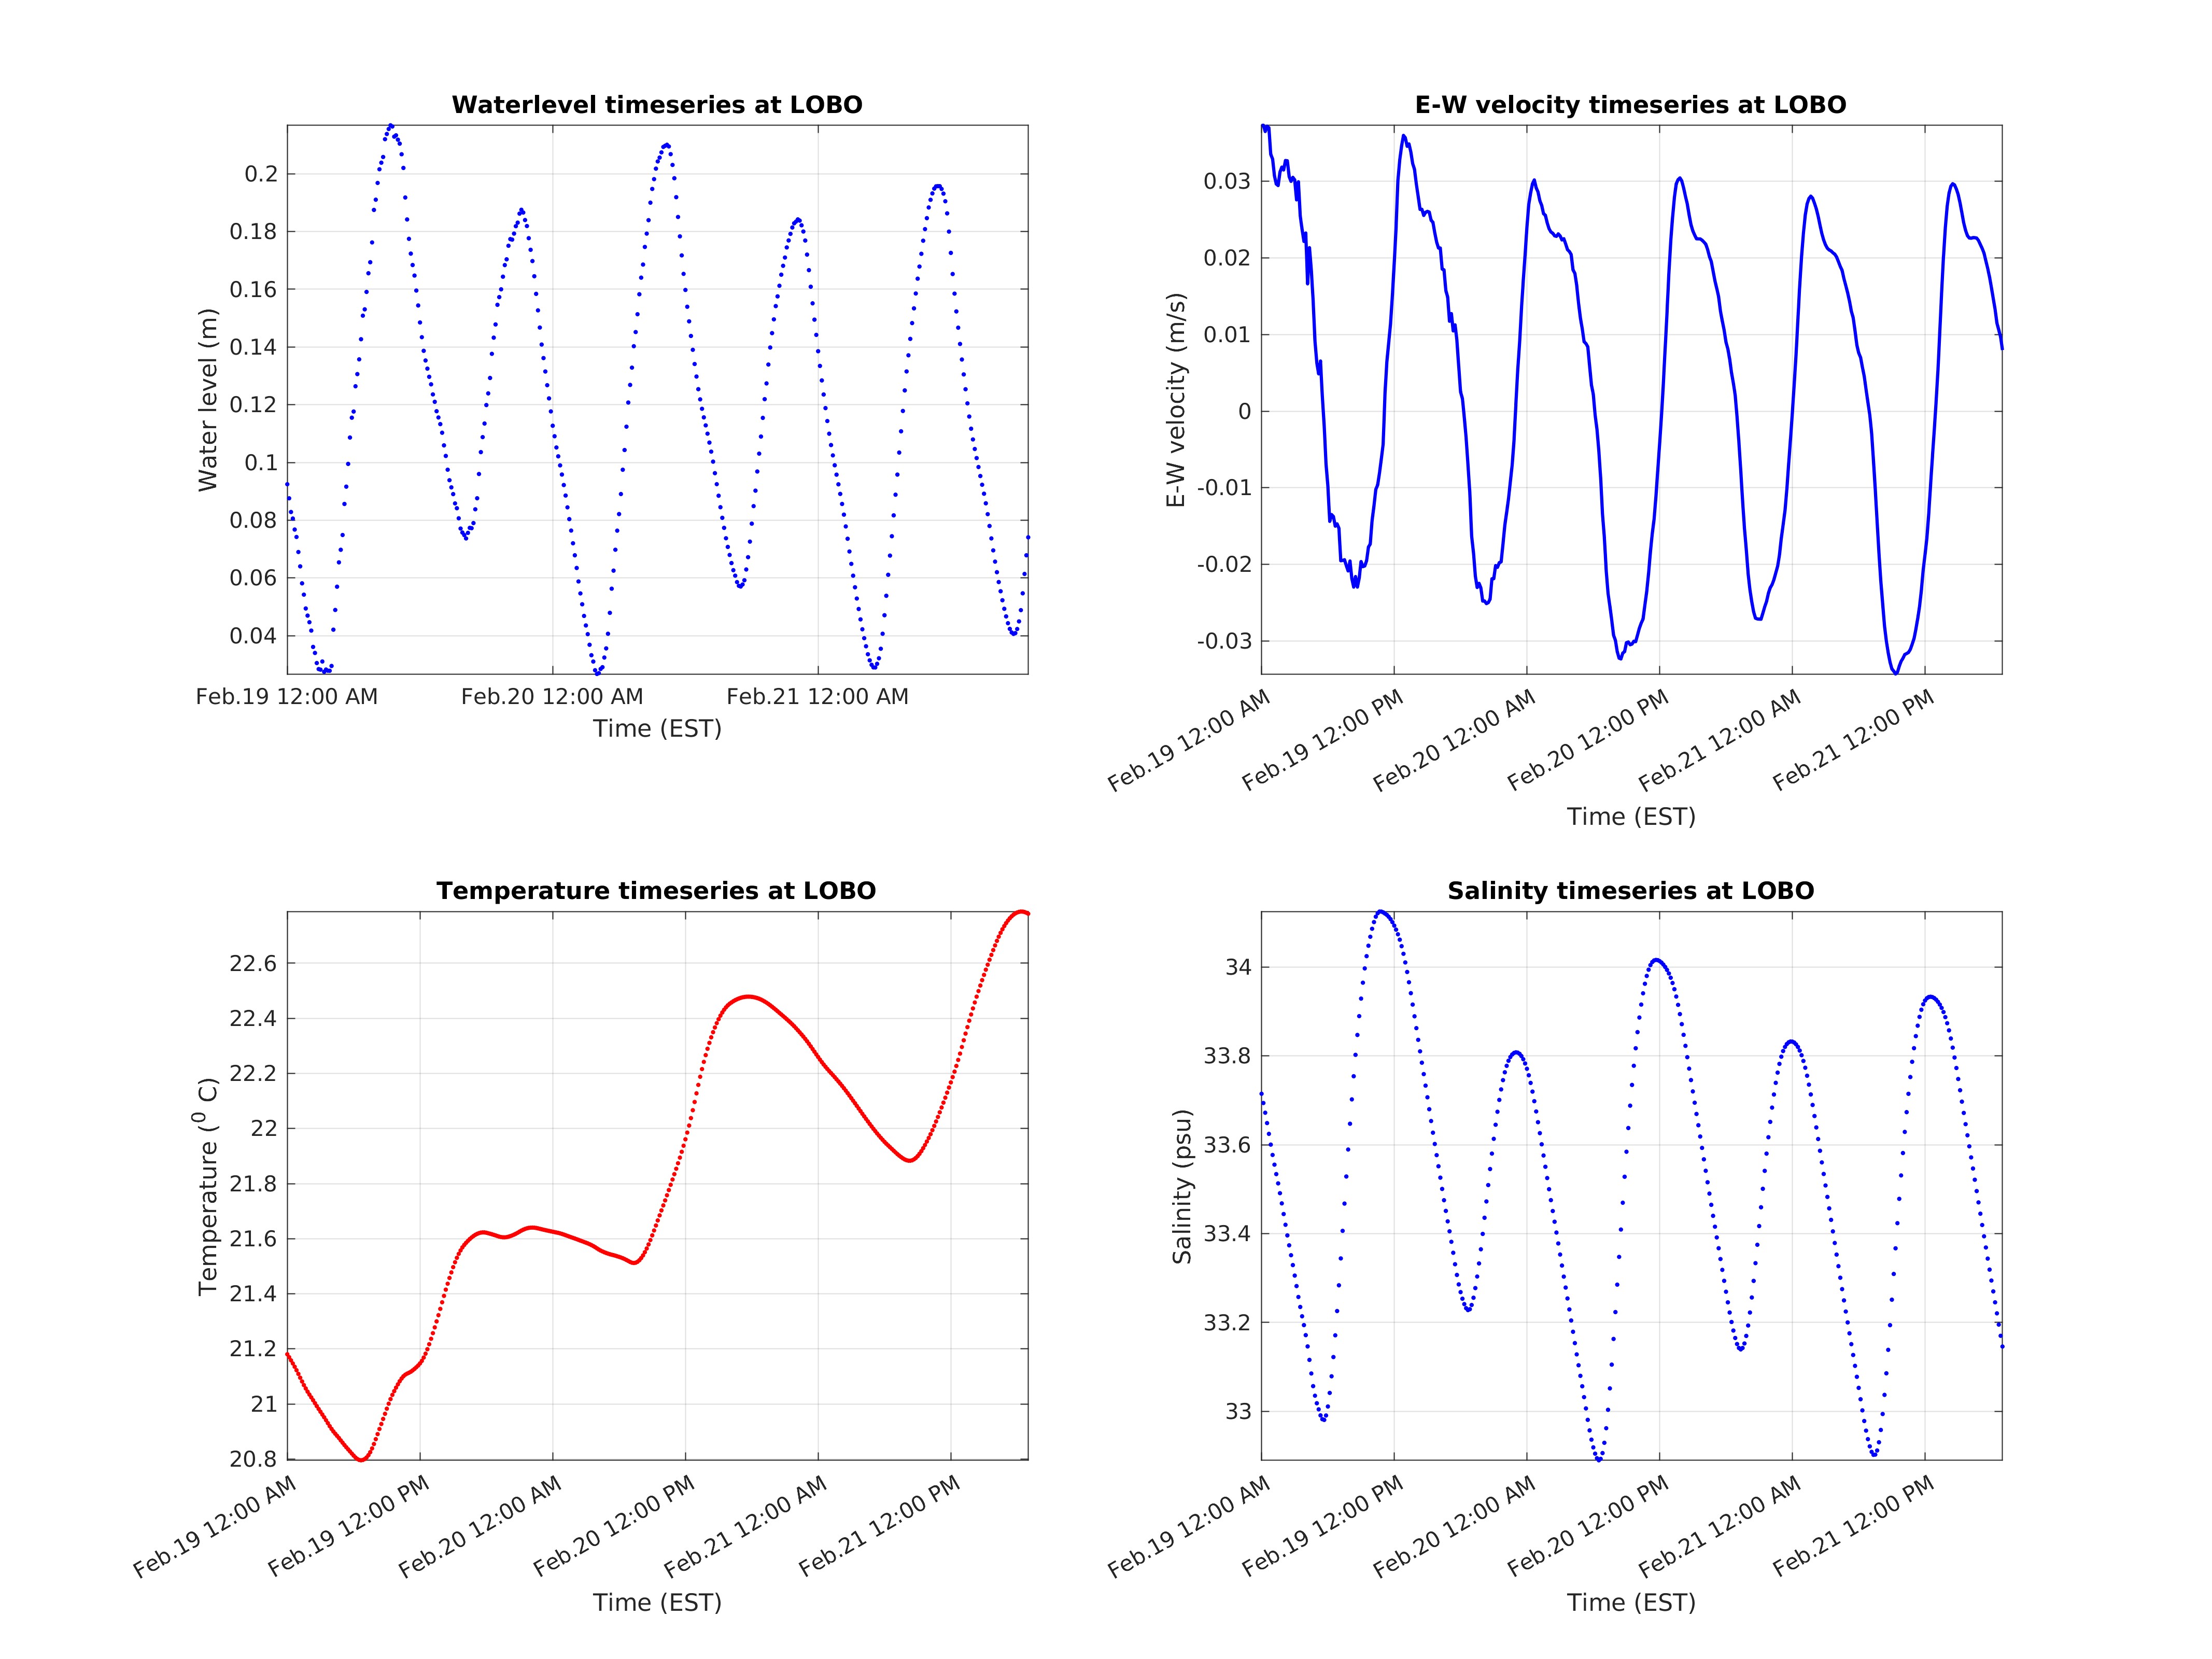 Waterlevel timeseries at LOBO
0.2
0.18
0.16
0.14
0.12
0.1
0.08
0.06
0.04
Water level (m)
Feb.19 12:00 AM
Feb.20 12:00 AM
Feb.21 12:00 AM
Time (EST)
E-W velocity timeseries at LOBO
0.03
0.02
0.01
0
-0.01
-0.02
-0.03
E-W velocity (m/s)
Feb.19 12:00 AM
Feb.19 12:00 PM
Feb.20 12:00 AM
Feb.20 12:00 PM
Feb.21 12:00 AM
Feb.21 12:00 PM
Time (EST)
Temperature timeseries at LOBO
22.6
22.4
22.2
22
21.8
21.6
21.4
21.2
21
20.8
Temperature (⁰ C)
Feb.19 12:00 AM
Feb.19 12:00 PM
Feb.20 12:00 AM
Feb.20 12:00 PM
Feb.21 12:00 AM
Feb.21 12:00 PM
Time (EST)
Salinity timeseries at LOBO
34
33.8
33.6
33.4
33.2
33
Salinity (psu)
Feb.19 12:00 AM
Feb.19 12:00 PM
Feb.20 12:00 AM
Feb.20 12:00 PM
Feb.21 12:00 AM
Feb.21 12:00 PM
Time (EST)